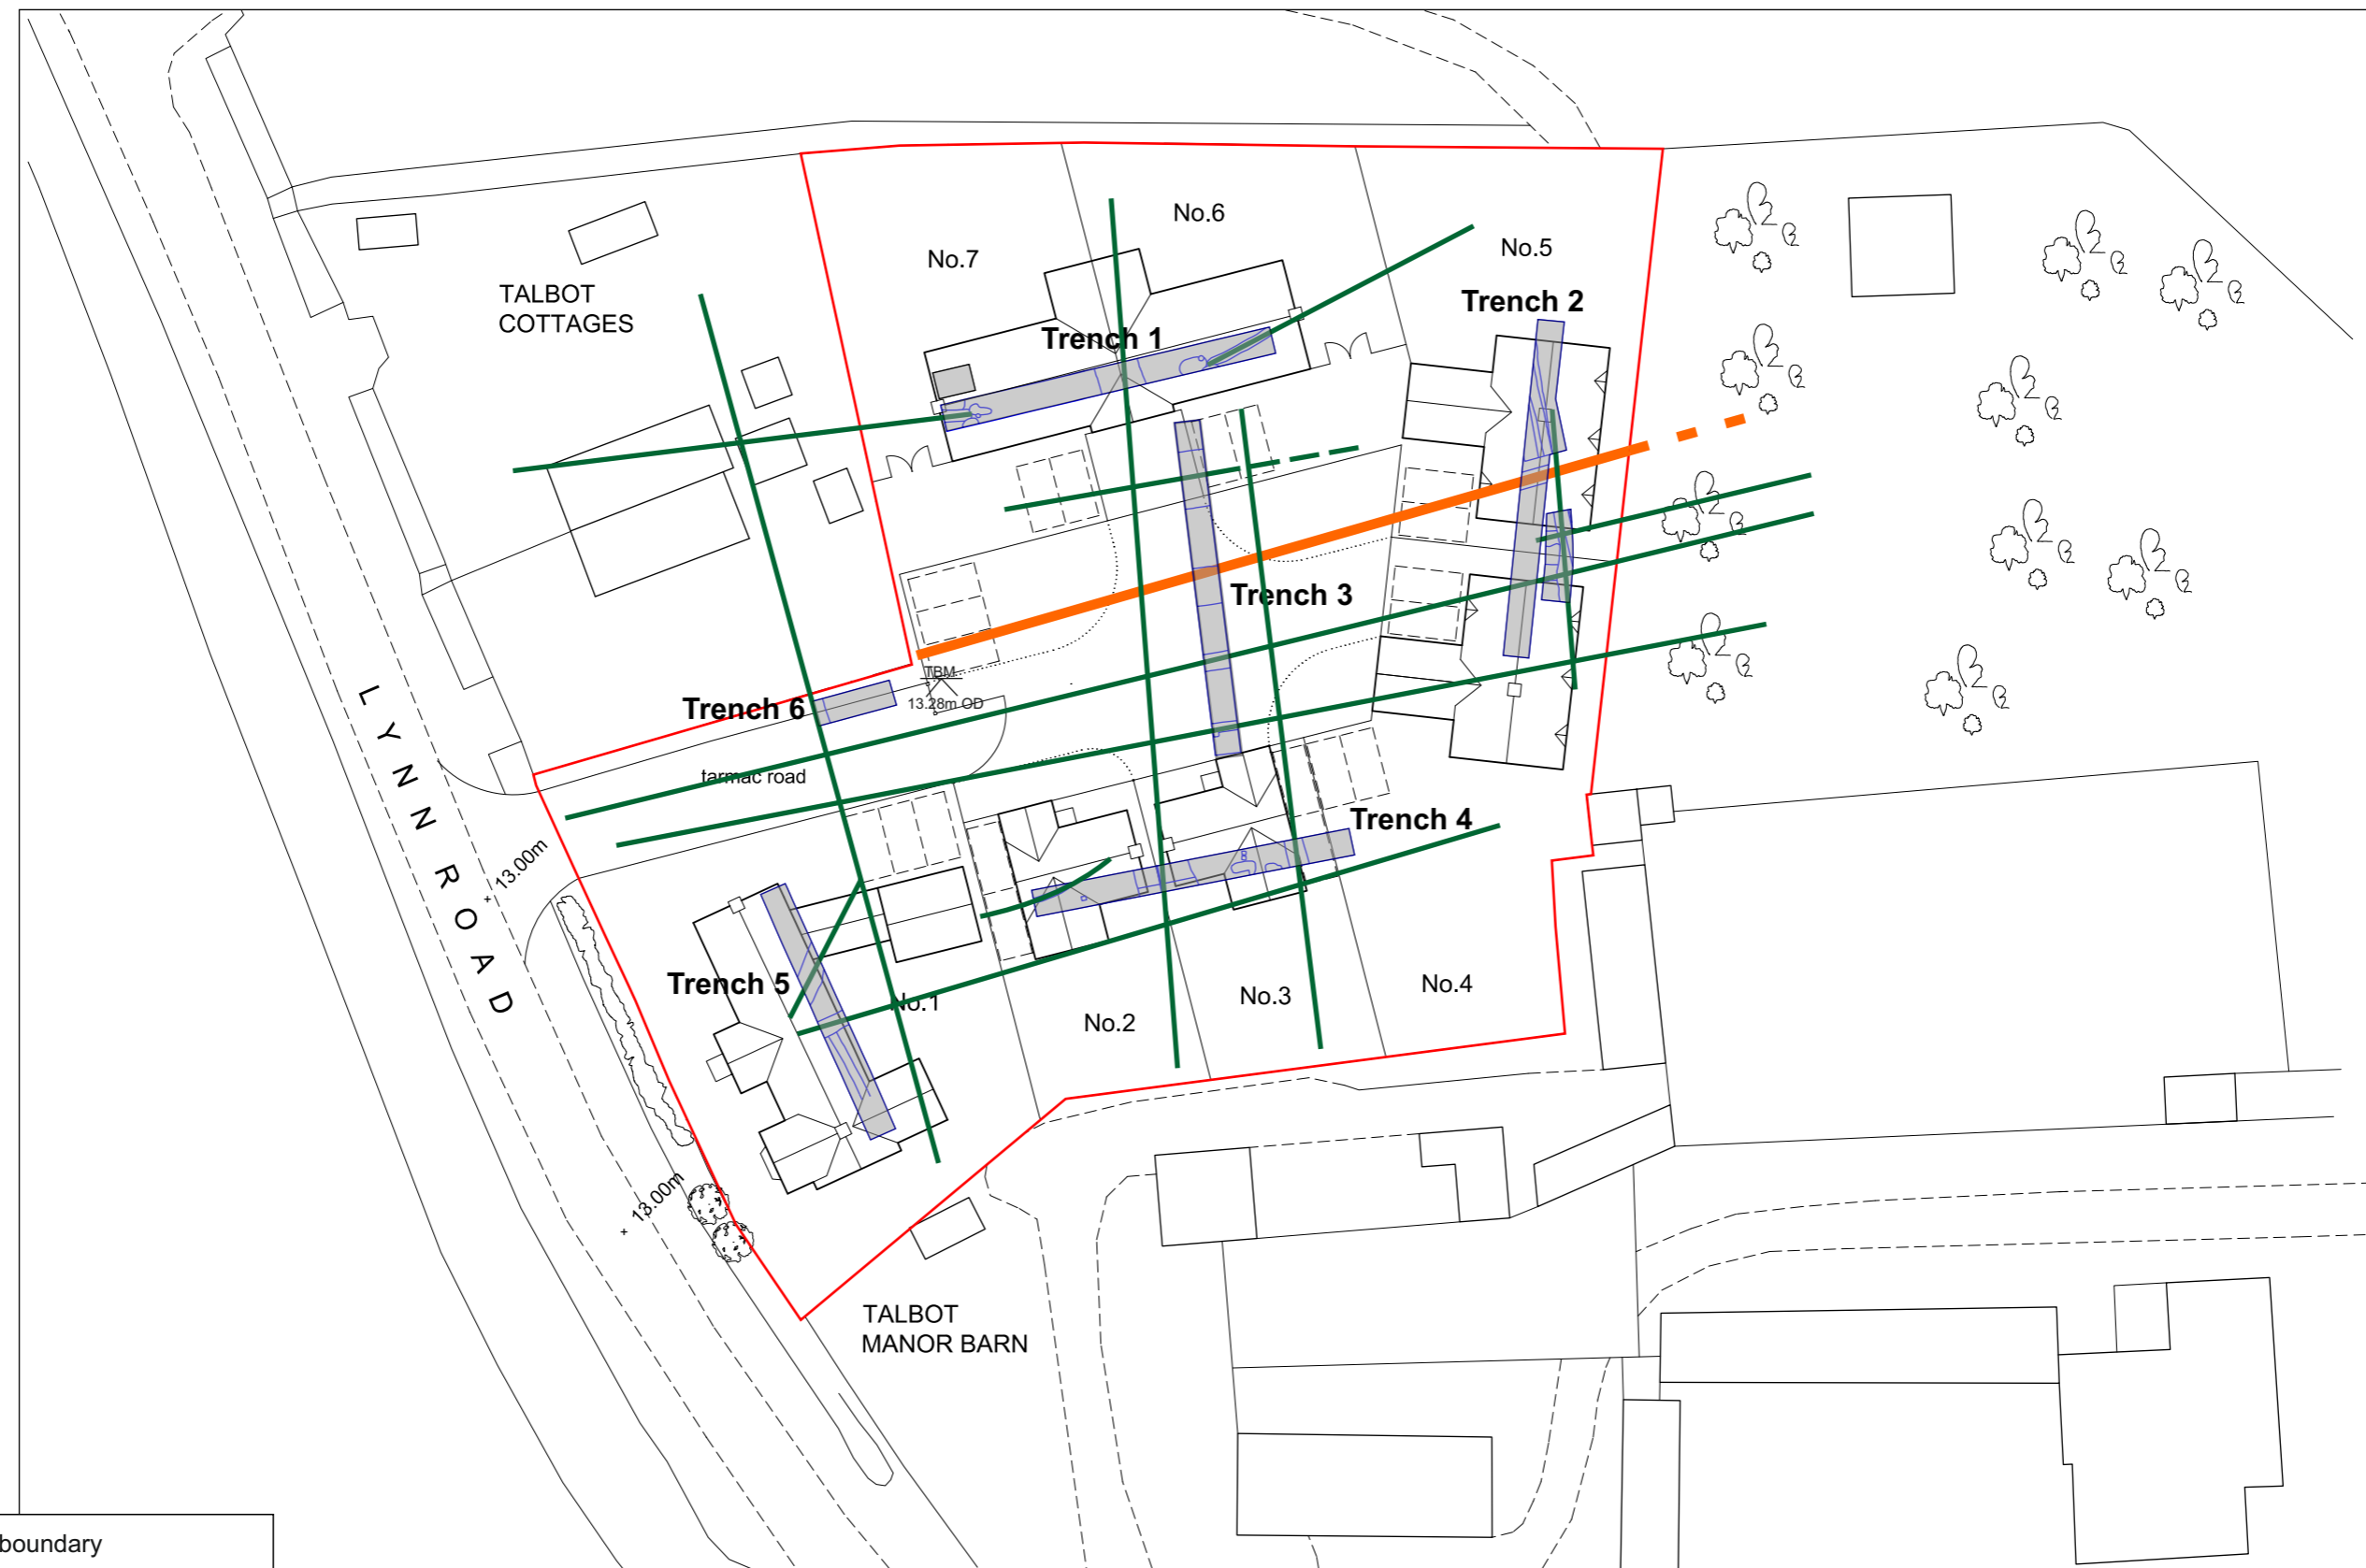 No.6
No.7
No.5
TALBOT
COTTAGES
Trench 2
Trench 1
Trench 3
TBM
13.28m OD
Trench 6
tarmac road
LYNN ROAD
13.00m
Trench 4
Trench 5
No.1
No.2
No.3
No.4
13.00m
TALBOT
MANOR BARN
boundary